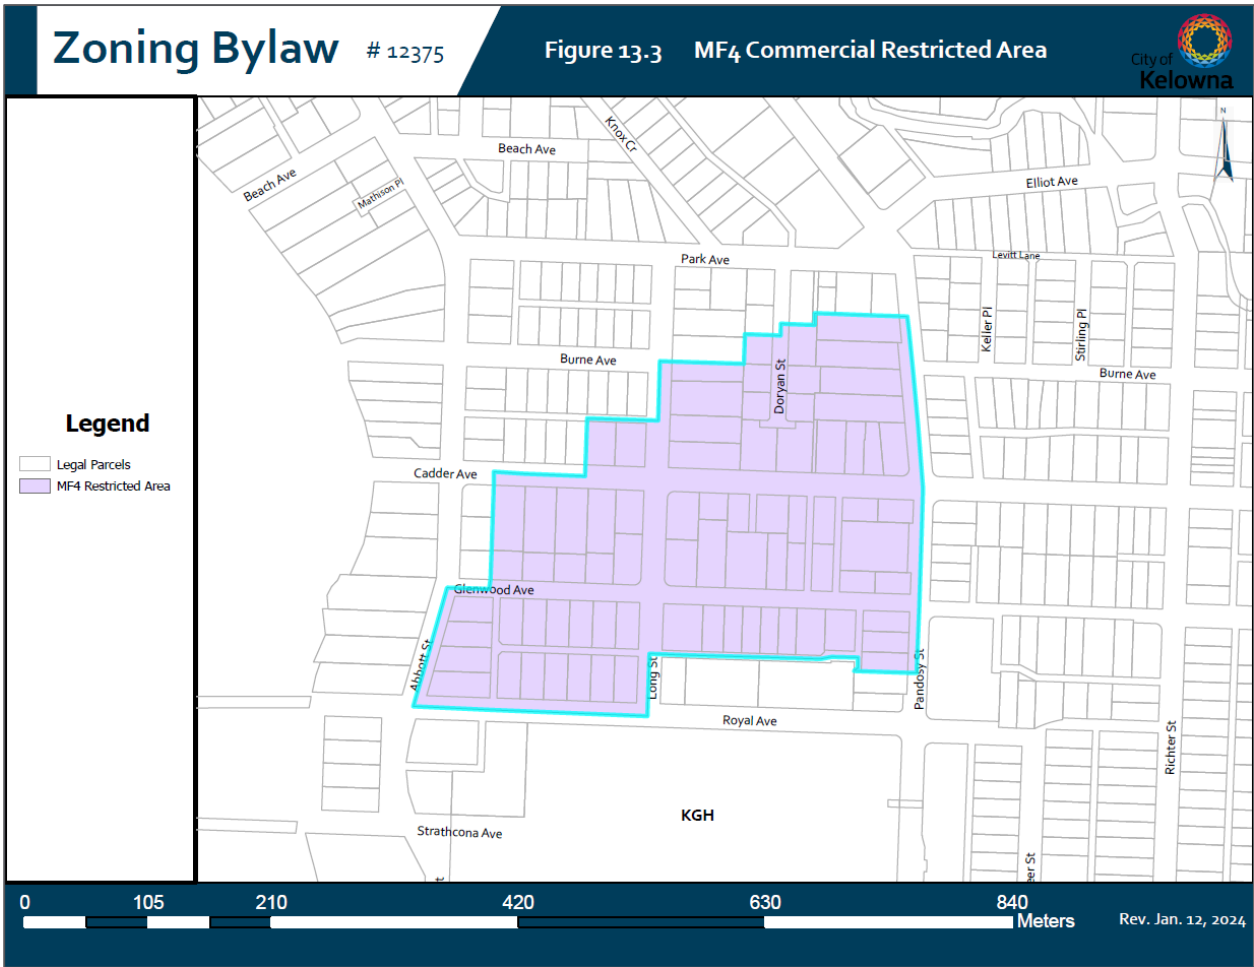 Zoning Bylaw # 12375
Figure 13.3 MF4 Commercial Restricted Area
City of
Kelowna
N
Knox Cr
Beach Ave
Beach Ave
Mathison Pl
Elliot Ave
Park Ave
Levitt Lane
Keller Pl
Stirling Pl
Burne Ave
Doryan St
Burne Ave
Legend
Legal Parcels
MF4 Restricted Area
Cadder Ave
Glenwood Ave
Abbott St
Long St
Pandosy St
Royal Ave
Richter St
KGH
Strathcona Ave
eer St
t
0 105 210 420 630 840
Meters
Rev. Jan. 12, 2024